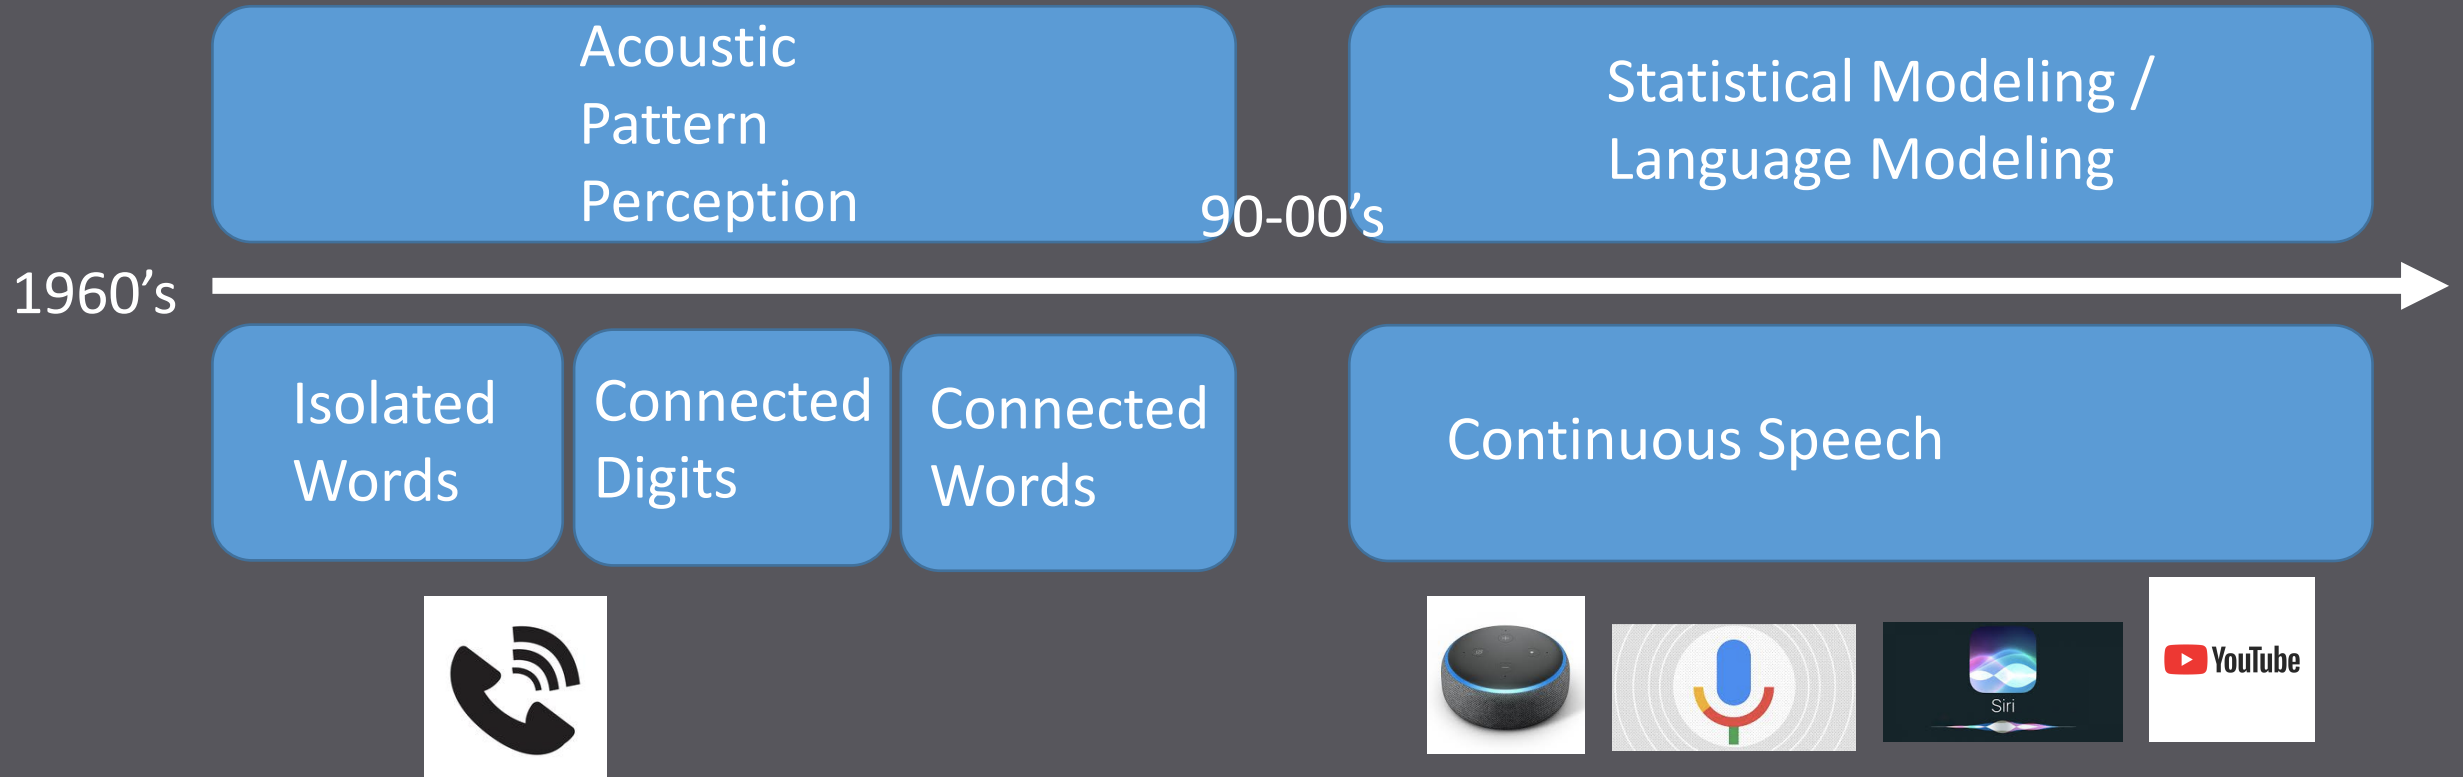 Acoustic
Pattern
Perception
Statistical Modeling /
Language Modeling
90-00's
1960's
Isolated
Words
Connected
Digits
Connected
Words
Continuous Speech
Siri
YouTube